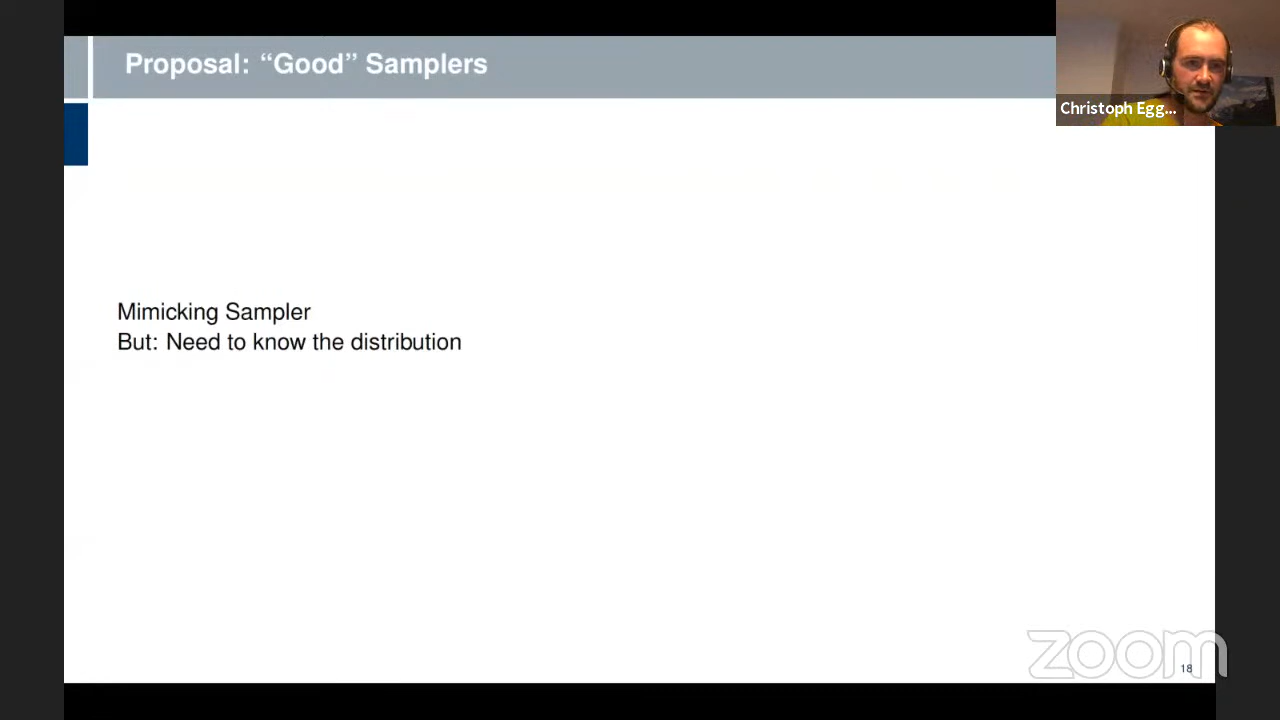 Proposal: “Good” Samplers
Christoph Egg...
Mimicking Sampler
But: Need to know the distribution
zoom
18